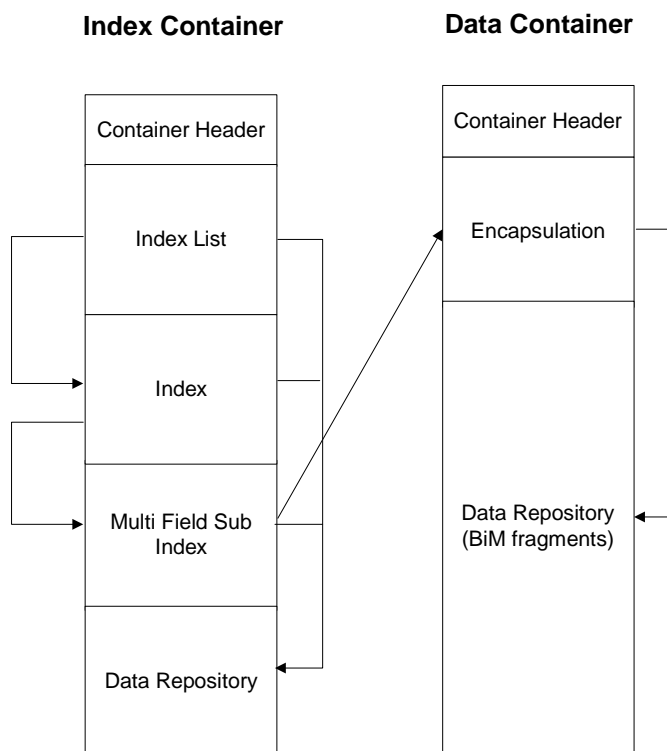 Index Container
Container Header
Index List
Index
Multi Field Sub
Index
Data Repository
Data Container
Container Header
Encapsulation
Data Repository
(BiM fragments)